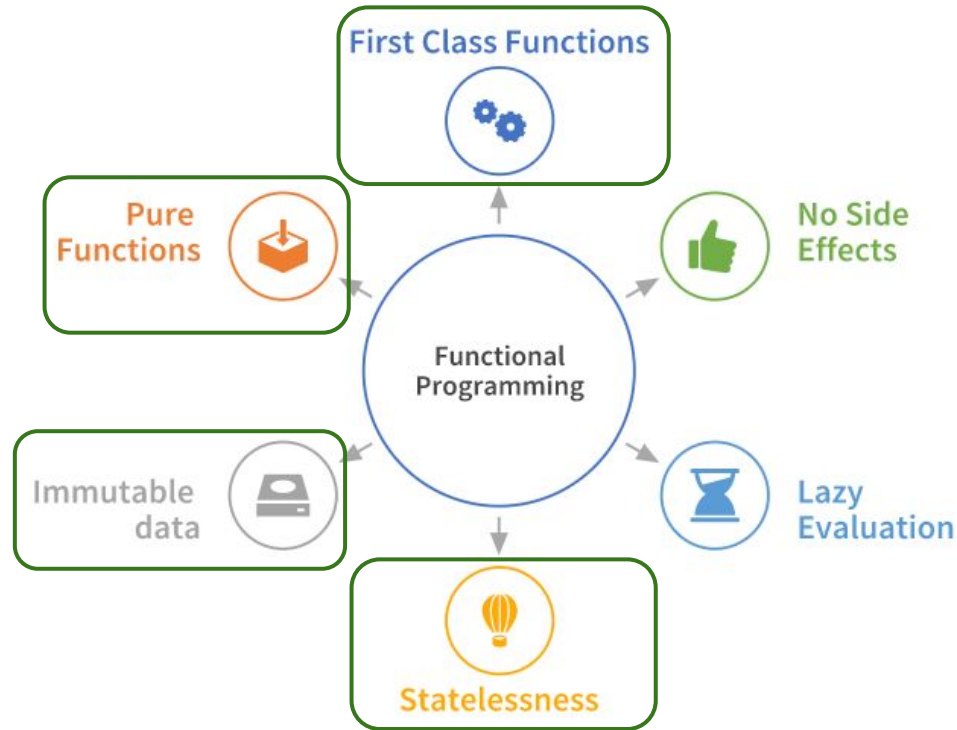 First Class Functions
Pure
Functions
No Side
Effects
Functional
Programming
Immutable
data
Lazy
Evaluation
Statelessness